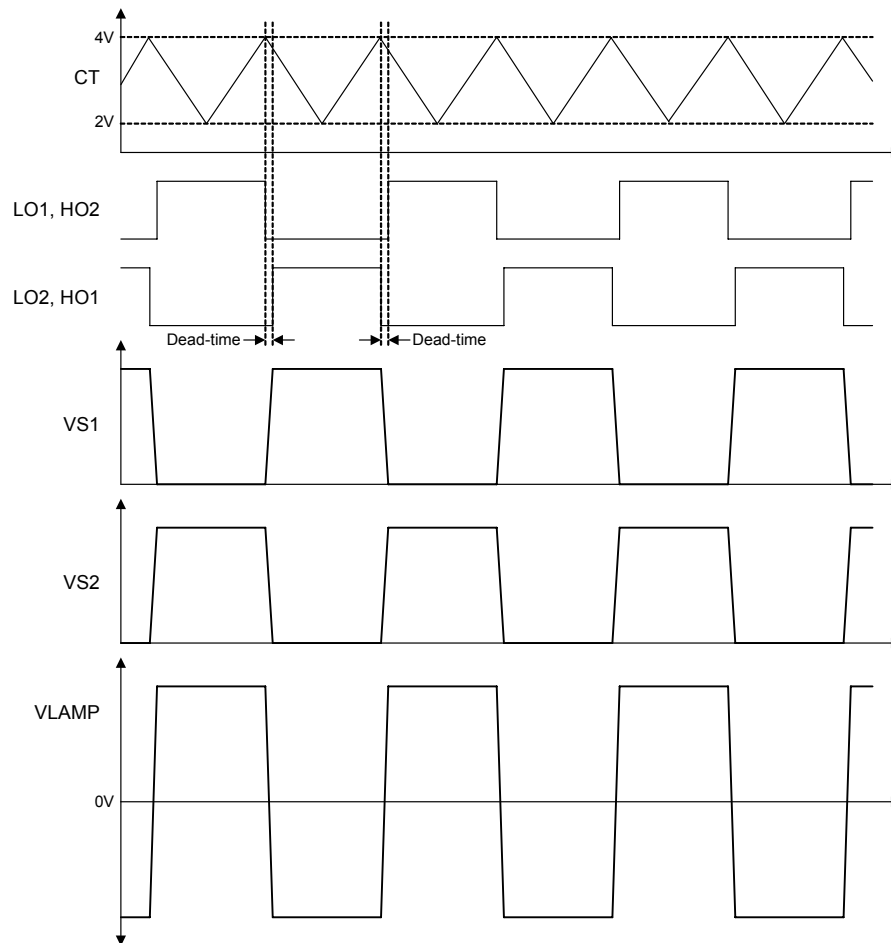 4V
CT
2V
LO1, HO2
LO2, HO1
Dead-time
Dead-time
VS1
VS2
VLAMP
0V